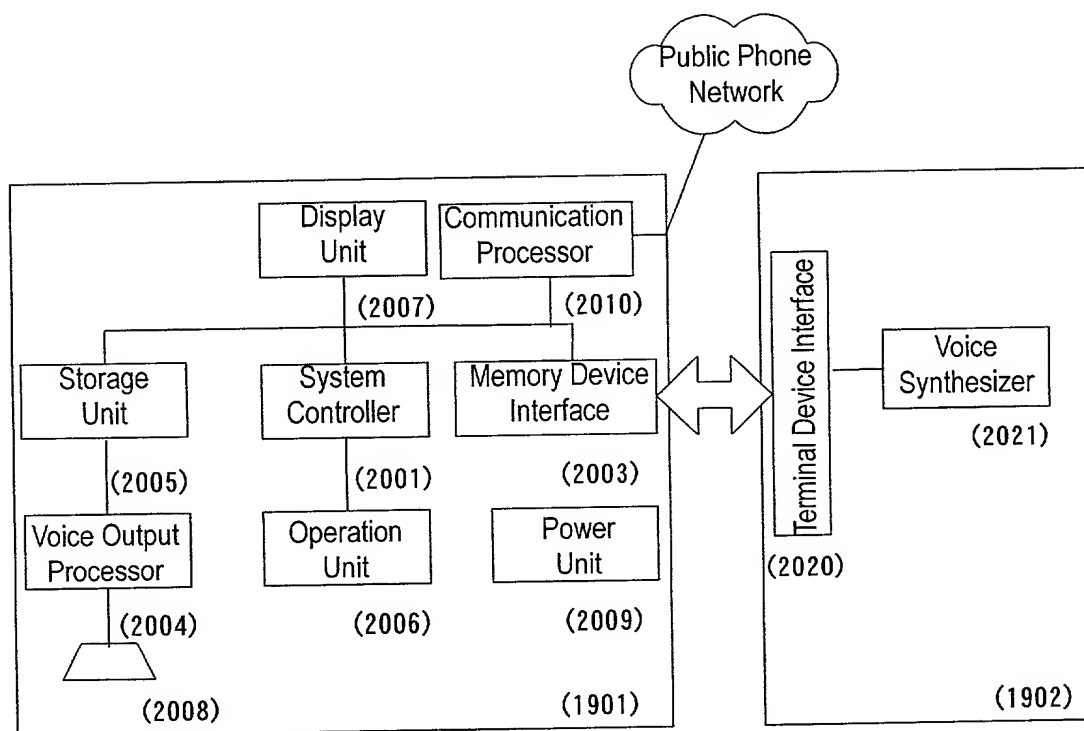 Public Phone
Network
Display
Unit
(2007)
Communication
Processor
(2010)
Storage
Unit
(2005)
System
Controller
(2001)
Memory Device
Interface
(2003)
Voice Output
Processor
(2004)
Operation
Unit
(2006)
Power
Unit
(2009)
(2008)
(1901)
Terminal Device Interface
(2020)
Voice
Synthesizer
(2021)
(1902)